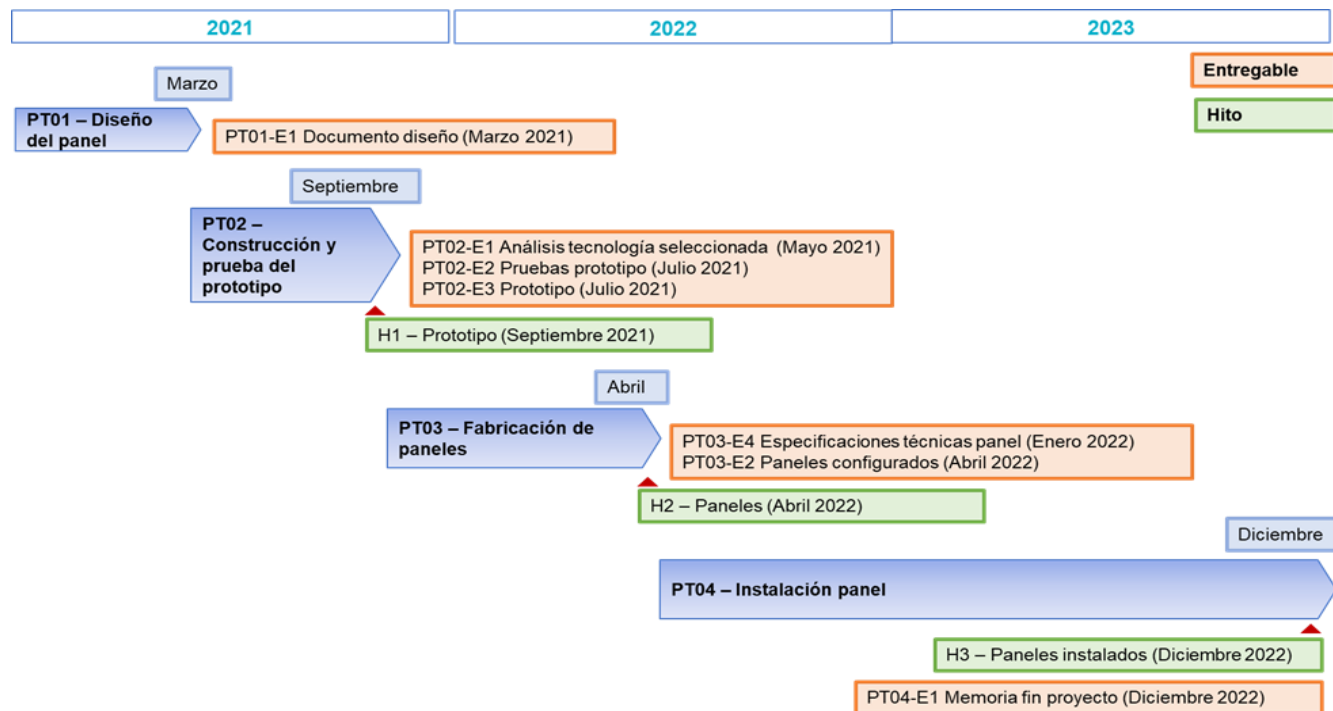 2021
2022
2023
Entregable
Hito
Marzo
PT01 – Diseño
del panel
PT01-E1 Documento diseño (Marzo 2021)
Septiembre
PT02 –
Construcción y
prueba del
prototipo
PT02-E1 Análisis tecnología seleccionada (Mayo 2021)
PT02-E2 Pruebas prototipo (Julio 2021)
PT02-E3 Prototipo (Julio 2021)
H1 – Prototipo (Septiembre 2021)
Abril
PT03 – Fabricación de
paneles
PT03-E4 Especificaciones técnicas panel (Enero 2022)
PT03-E2 Paneles configurados (Abril 2022)
H2 – Paneles (Abril 2022)
Diciembre
PT04 – Instalación panel
H3 – Paneles instalados (Diciembre 2022)
PT04-E1 Memoria fin proyecto (Diciembre 2022)